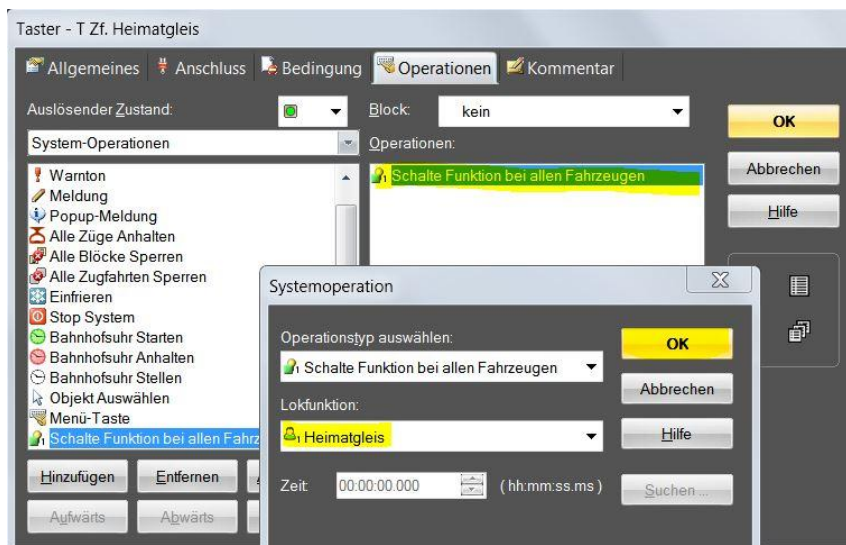 Taster - T Zf. Heimatgleis
Allgemeines Anschluss Bedingung Operationen Kommentar
Auslösender Zustand: Block: kein
OK
System-Operationen Operationen:
Warnton
Schalte Funktion bei allen Fahrzeugen
Abbrechen
Meldung
Popup-Meldung
Hilfe
Alle Züge Anhalten
Alle Blöcke Sperren
Alle Zugfahrten Sperren
Einfrieren
Stop System
Bahnhofsuhr Starten
Bahnhofsuhr Anhalten
Bahnhofsuhr Stellen
Objekt Auswählen
Menü-Taste
Schalte Funktion bei allen Fahrz
Hinzufügen Entfernen
Aufwärts Abwärts
Systemoperation
Operationstyp auswählen:
OK
Schalte Funktion bei allen Fahrzeugen
Abbrechen
Lokfunktion:
Heimatgleis
Hilfe
Zeit 00:00:00.000 ( hh:mm:ss.ms )
Suchen ...